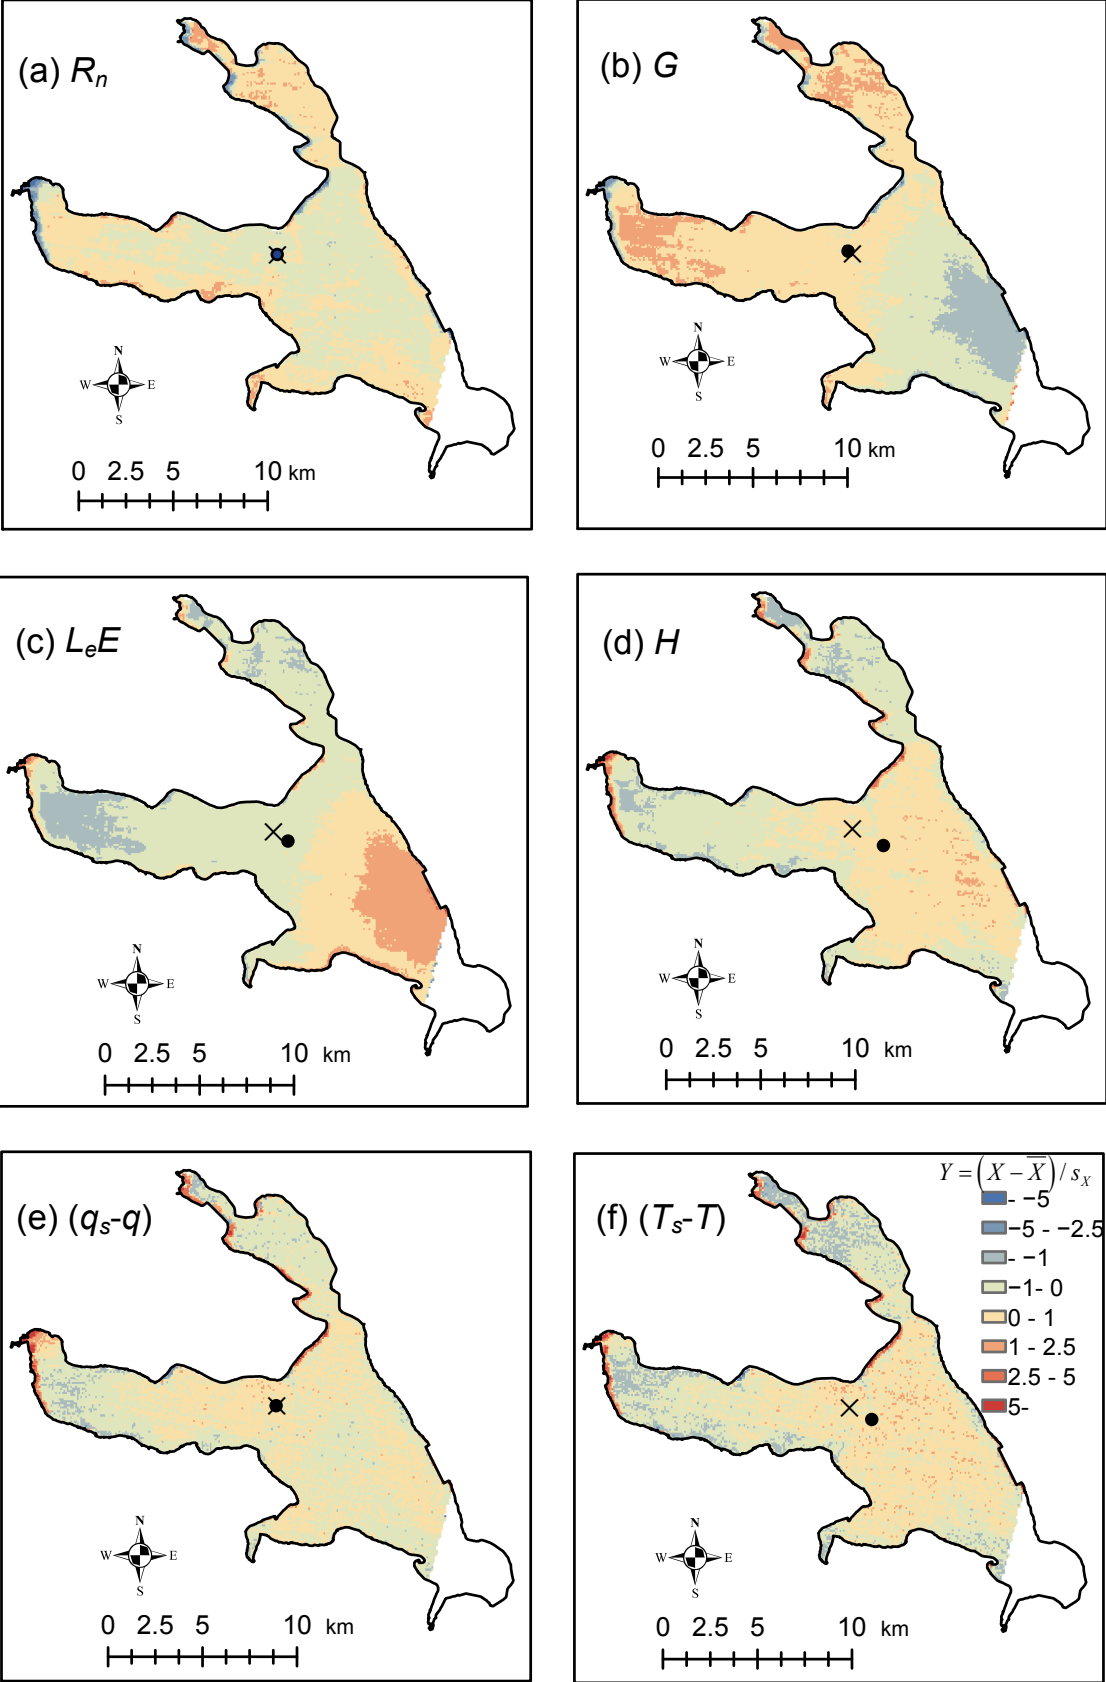 (a) Rn
N
W E
S
0 2.5 5 10 km
(b) G
N
W E
S
0 2.5 5 10 km
(c) LeE
N
W E
S
0 2.5 5 10 km
(d) H
N
W E
S
0 2.5 5 10 km
(e) (qs-q)
N
W E
S
0 2.5 5 10 km
(f) (Ts-T)
Y = (X − X̅) / sX
- −5
−5 - −2.5
- −1
−1- 0
0 - 1
1 - 2.5
2.5 - 5
5-
N
W E
S
0 2.5 5 10 km